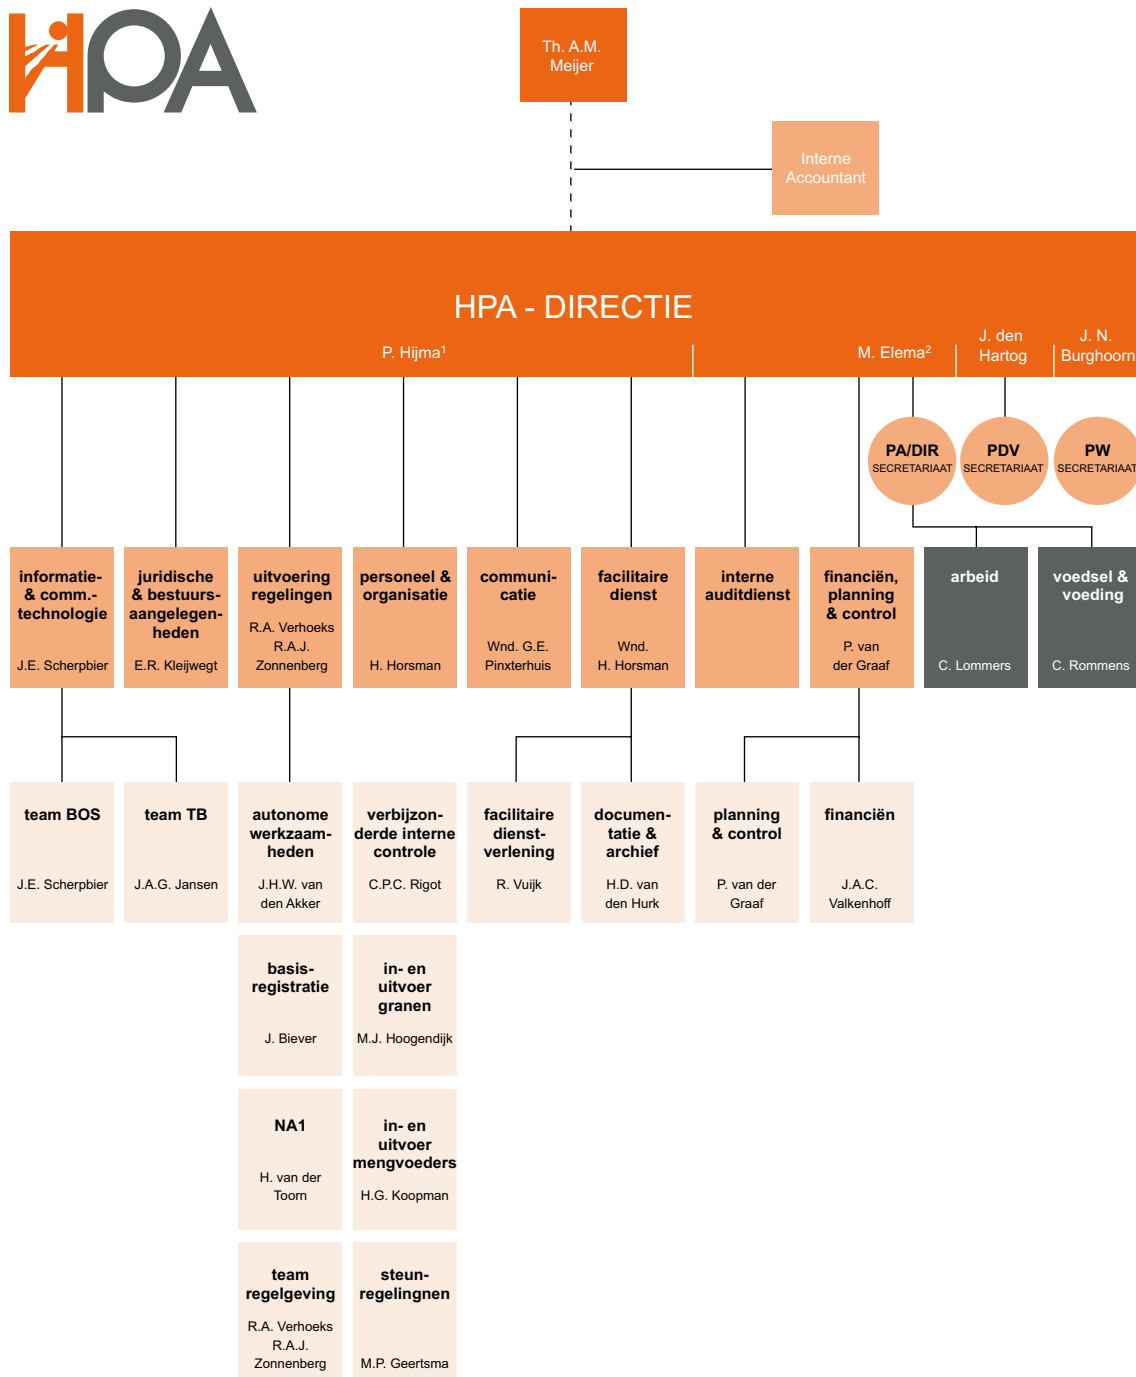 HPA
Th. A.M.
Meijer
Interne
Accountant
HPA - DIRECTIE
P. Hijma¹
M. Elema²
J. den
Hartog
J. N.
Burghoorn
PA/DIR
SECRETARIAAT
PDV
SECRETARIAAT
PW
SECRETARIAAT
informatie-
& comm.-
technologie
J.E. Scherpbier
juridische
& bestuurs-
aangelegen-
heden
E.R. Kleijwegt
uitvoering
regelingen
R.A. Verhoeks
R.A.J.
Zonnenberg
personeel &
organisatie
H. Horsman
communi-
catie
Wnd. G.E.
Pinxterhuis
facilitaire
dienst
Wnd.
H. Horsman
interne
auditdienst
financiën,
planning
& control
P. van
der Graaf
arbeid
C. Lommers
voedsel &
voeding
C. Rommens
team BOS
J.E. Scherpbier
team TB
J.A.G. Jansen
autonome
werkzaam-
heden
J.H.W. van
den Akker
verbijzon-
derde interne
controle
C.P.C. Rigot
facilitaire
dienst-
verlening
R. Vuijk
documen-
tatie &
archief
H.D. van
den Hurk
planning
& control
P. van der
Graaf
financiën
J.A.C.
Valkenhoff
basis-
registratie
J. Biever
in- en
uitvoer
granen
M.J. Hoogendijk
NA1
H. van der
Toorn
in- en
uitvoer
mengvoeders
H.G. Koopman
team
regelgeving
R.A. Verhoeks
R.A.J.
Zonnenberg
steun-
regelingnen
M.P. Geertsma